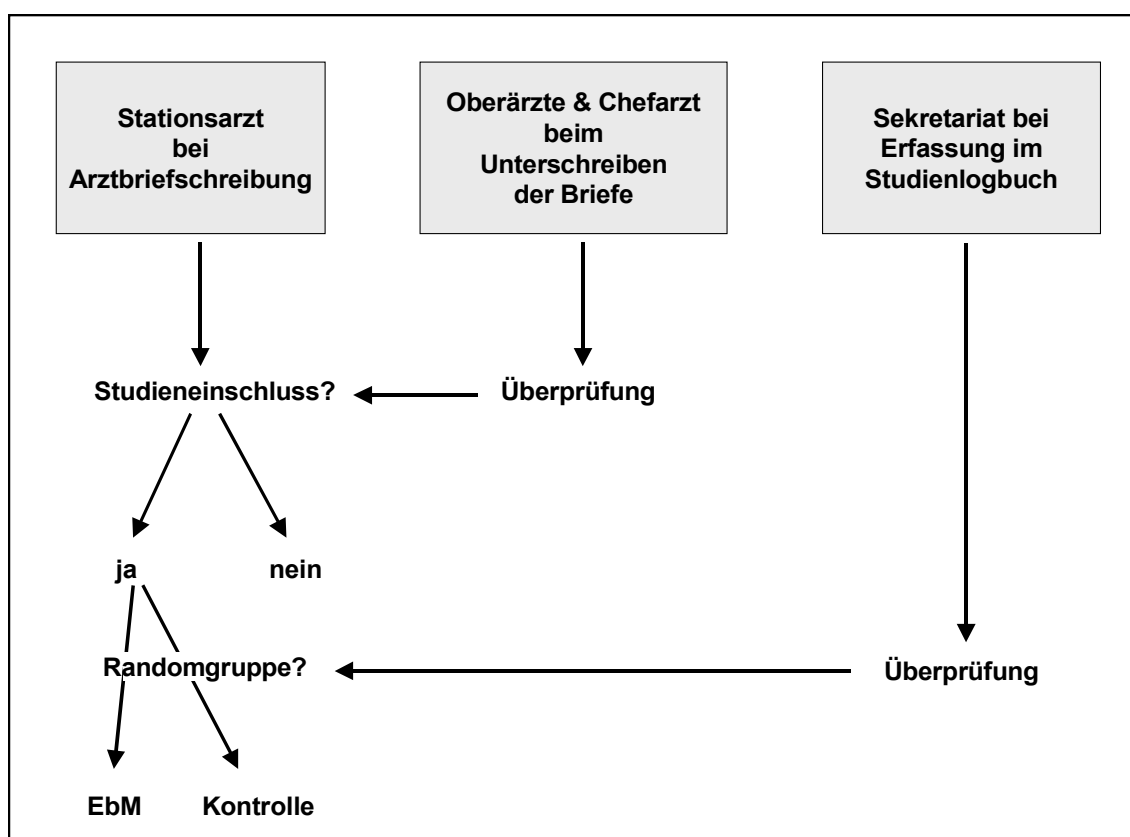 Stationsarzt
bei
Arztbriefschreibung
Oberärzte & Chefarzt
beim
Unterschreiben
der Briefe
Sekretariat bei
Erfassung im
Studienlogbuch
Studieneinschluss?
Überprüfung
ja
nein
Randomgruppe?
Überprüfung
EbM
Kontrolle